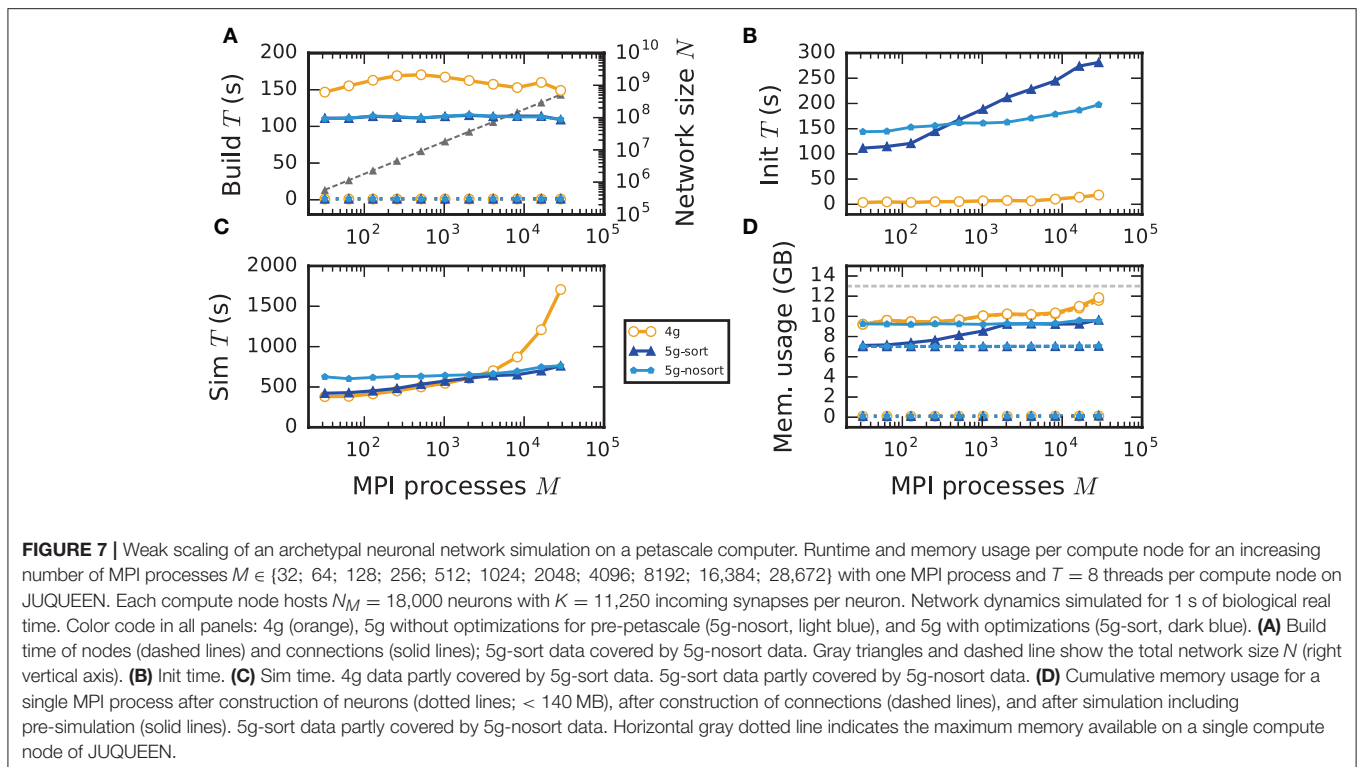 A
200
150
100
50
0
Build T (s)
10^10
10^9
10^8
10^7
10^6
10^5
Network size N
10^2 10^3 10^4 10^5
B
300
250
200
150
100
50
0
Init T (s)
10^2 10^3 10^4 10^5
C
2000
1500
1000
500
0
Sim T (s)
10^2 10^3 10^4 10^5
MPI processes M
4g
5g-sort
5g-nosort
D
14
12
10
8
6
4
2
0
Mem. usage (GB)
10^2 10^3 10^4 10^5
MPI processes M
FIGURE 7 | Weak scaling of an archetypal neuronal network simulation on a petascale computer. Runtime and memory usage per compute node for an increasing
number of MPI processes M ∈ {32; 64; 128; 256; 512; 1024; 2048; 4096; 8192; 16,384; 28,672} with one MPI process and T = 8 threads per compute node on
JUQUEEN. Each compute node hosts N_M = 18,000 neurons with K = 11,250 incoming synapses per neuron. Network dynamics simulated for 1 s of biological real
time. Color code in all panels: 4g (orange), 5g without optimizations for pre-petascale (5g-nosort, light blue), and 5g with optimizations (5g-sort, dark blue). (A) Build
time of nodes (dashed lines) and connections (solid lines); 5g-sort data covered by 5g-nosort data. Gray triangles and dashed line show the total network size N (right
vertical axis). (B) Init time. (C) Sim time. 4g data partly covered by 5g-sort data. 5g-sort data partly covered by 5g-nosort data. (D) Cumulative memory usage for a
single MPI process after construction of neurons (dotted lines; < 140 MB), after construction of connections (dashed lines), and after simulation including
pre-simulation (solid lines). 5g-sort data partly covered by 5g-nosort data. Horizontal gray dotted line indicates the maximum memory available on a single compute
node of JUQUEEN.